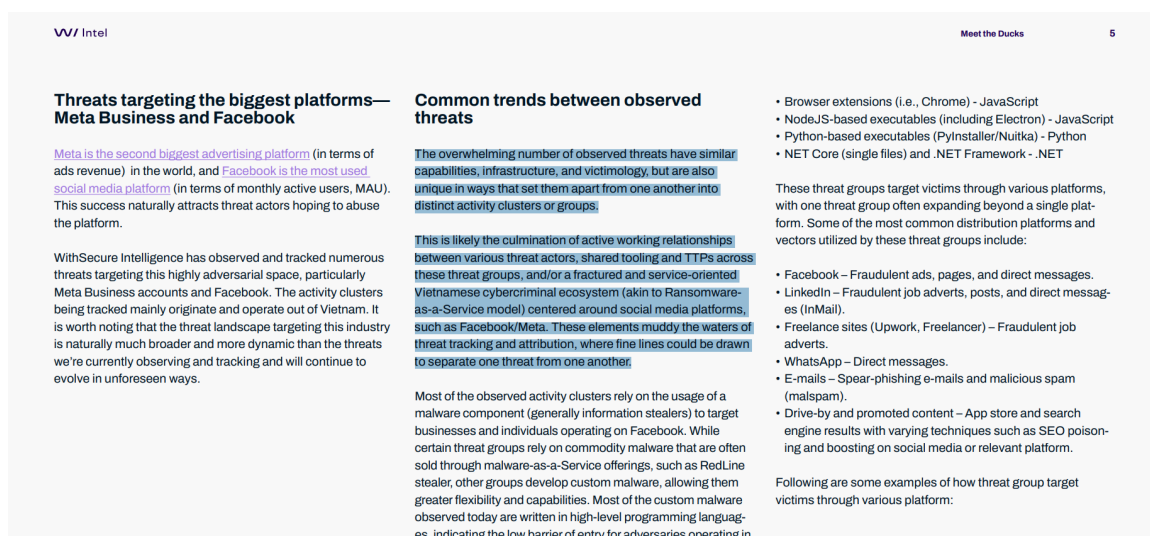 W/ Intel
Meet the Ducks
5
Threats targeting the biggest platforms—
Meta Business and Facebook
Meta is the second biggest advertising platform (in terms of
ads revenue) in the world, and Facebook is the most used
social media platform (in terms of monthly active users, MAU).
This success naturally attracts threat actors hoping to abuse
the platform.
WithSecure Intelligence has observed and tracked numerous
threats targeting this highly adversarial space, particularly
Meta Business accounts and Facebook. The activity clusters
being tracked mainly originate and operate out of Vietnam. It
is worth noting that the threat landscape targeting this industry
is naturally much broader and more dynamic than the threats
we're currently observing and tracking and will continue to
evolve in unforeseen ways.
Common trends between observed
threats
The overwhelming number of observed threats have similar
capabilities, infrastructure, and victimology, but are also
unique in ways that set them apart from one another into
distinct activity clusters or groups.
This is likely the culmination of active working relationships
between various threat actors, shared tooling and TTPs across
these threat groups, and/or a fractured and service-oriented
Vietnamese cybercriminal ecosystem (akin to Ransomware-
as-a-Service model) centered around social media platforms,
such as Facebook/Meta. These elements muddy the waters of
threat tracking and attribution, where fine lines could be drawn
to separate one threat from one another.
Most of the observed activity clusters rely on the usage of a
malware component (generally information stealers) to target
businesses and individuals operating on Facebook. While
certain threat groups rely on commodity malware that are often
sold through malware-as-a-Service offerings, such as RedLine
stealer, other groups develop custom malware, allowing them
greater flexibility and capabilities. Most of the custom malware
observed today are written in high-level programming languag-
es, indicating the low barrier of entry for adversaries operating in
• Browser extensions (i.e., Chrome) - JavaScript
• NodeJS-based executables (including Electron) - JavaScript
• Python-based executables (PyInstaller/Nuitka) - Python
• NET Core (single files) and .NET Framework - .NET
These threat groups target victims through various platforms,
with one threat group often expanding beyond a single plat-
form. Some of the most common distribution platforms and
vectors utilized by these threat groups include:
• Facebook – Fraudulent ads, pages, and direct messages.
• LinkedIn – Fraudulent job adverts, posts, and direct messag-
es (InMail).
• Freelance sites (Upwork, Freelancer) – Fraudulent job
adverts.
• WhatsApp – Direct messages.
• E-mails – Spear-phishing e-mails and malicious spam
(malspam).
• Drive-by and promoted content – App store and search
engine results with varying techniques such as SEO poison-
ing and boosting on social media or relevant platform.
Following are some examples of how threat group target
victims through various platform: